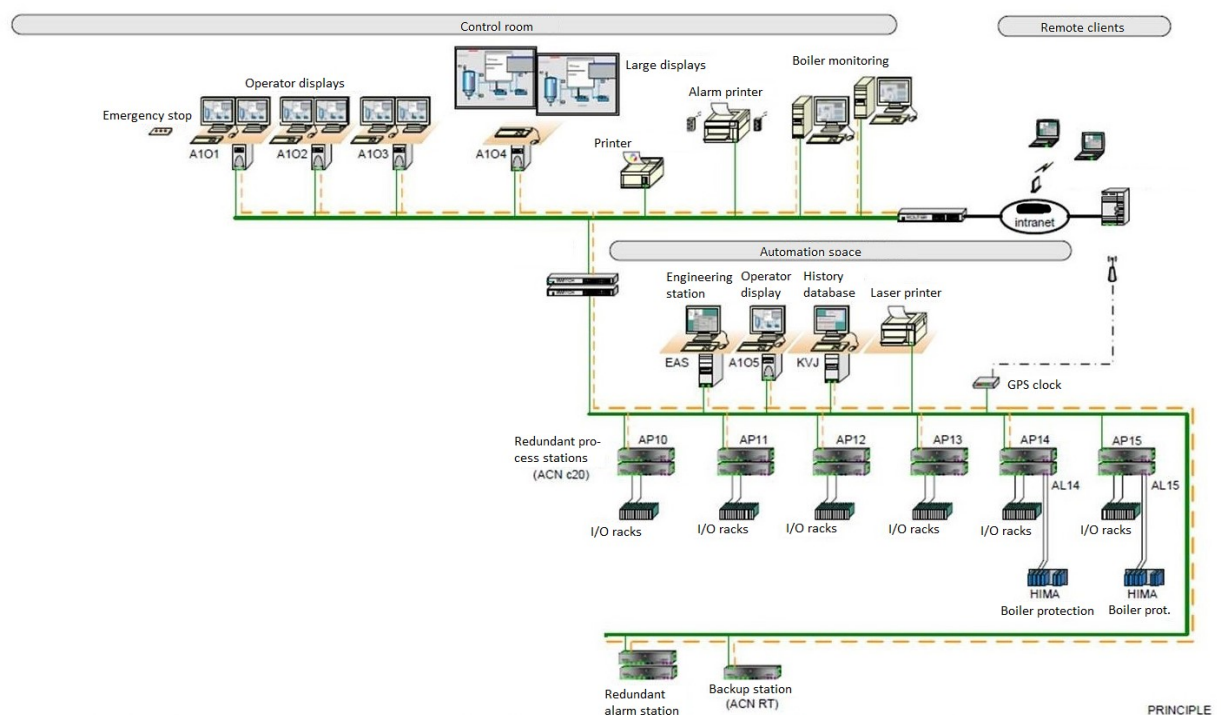 Control room
Remote clients
Operator displays
Large displays
Boiler monitoring
Emergency stop
Alarm printer
Printer
A1O1
A1O2
A1O3
A1O4
intranet
Automation space
Engineering
station
Operator
display
History
database
Laser printer
EAS
A1O5
KVJ
GPS clock
Redundant pro-
cess stations
(ACN c20)
AP10
AP11
AP12
AP13
AP14
AP15
AL14
AL15
I/O racks
I/O racks
I/O racks
I/O racks
I/O racks
I/O racks
HIMA
Boiler protection
HIMA
Boiler prot.
Redundant
alarm station
Backup station
(ACN RT)
PRINCIPLE